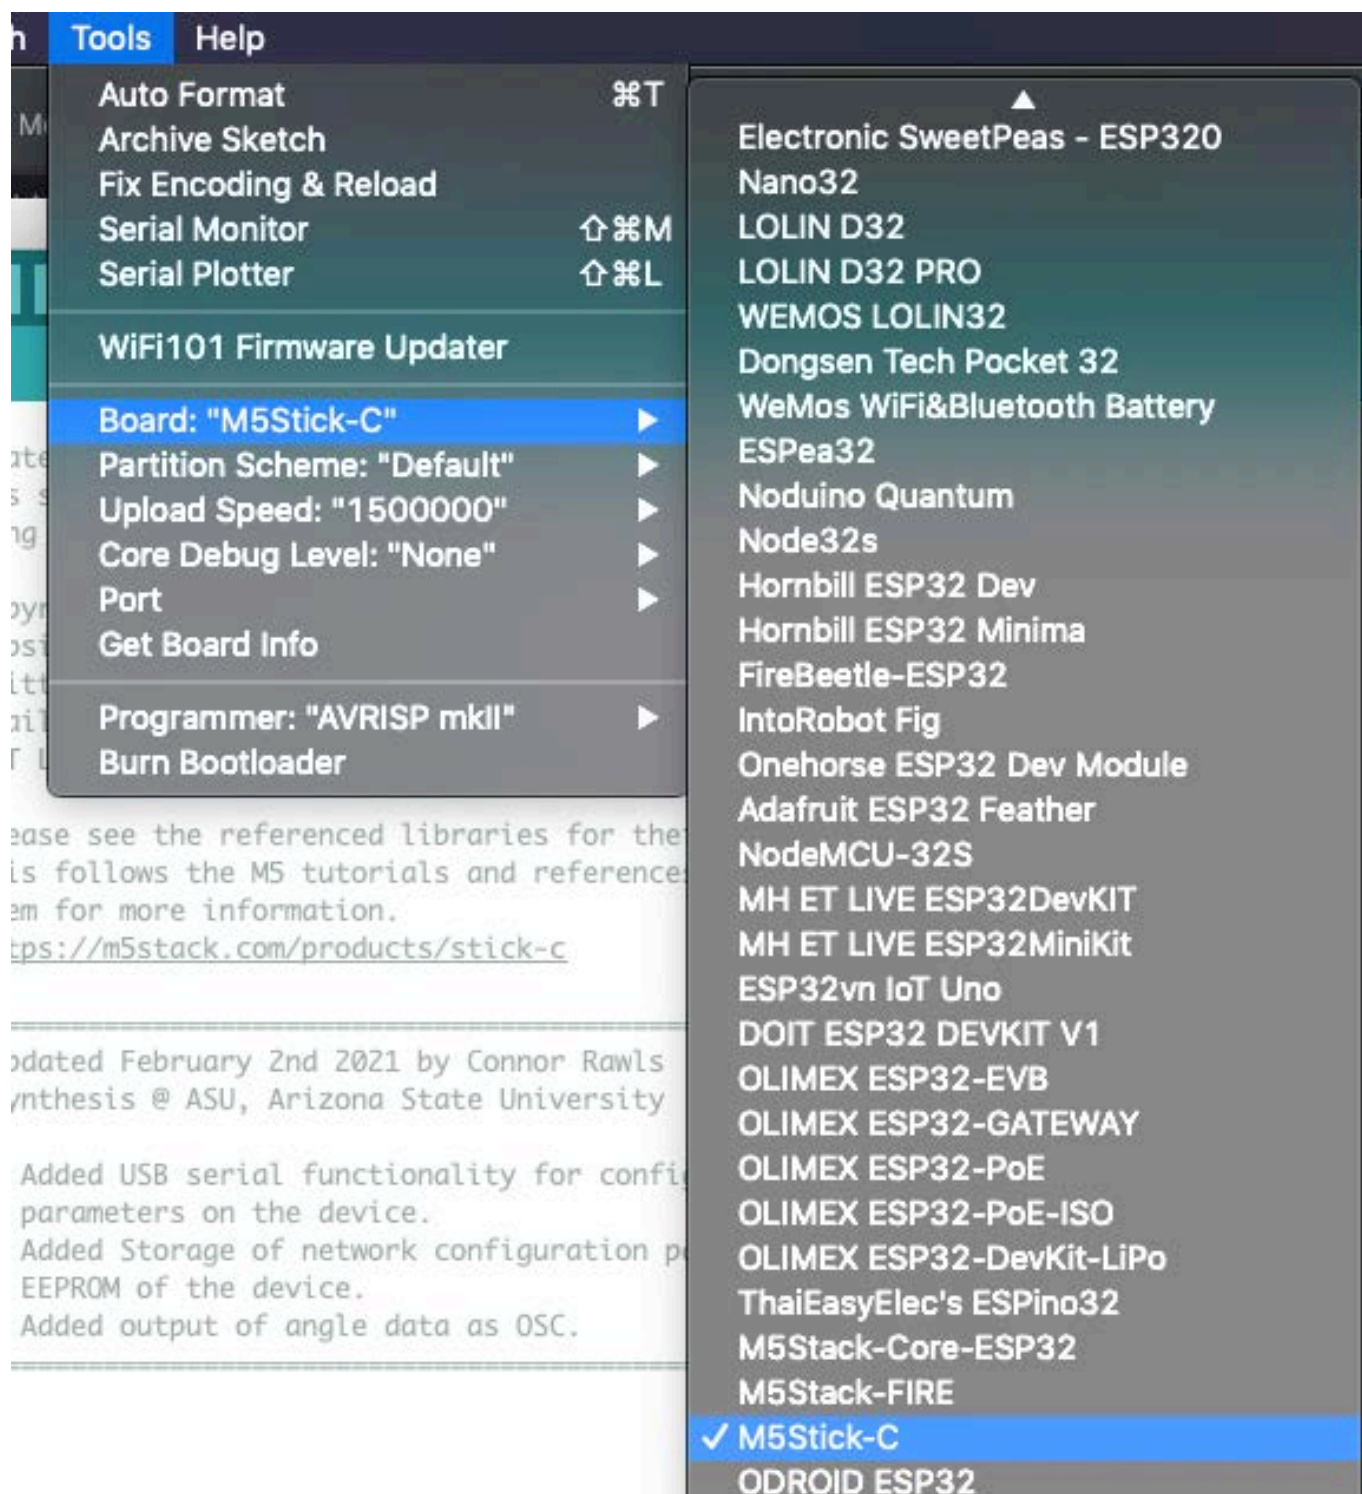 Tools Help
Auto Format ⌘T
Archive Sketch
Fix Encoding & Reload
Serial Monitor ⇧⌘M
Serial Plotter ⇧⌘L
WiFi101 Firmware Updater
Board: "M5Stick-C"
Partition Scheme: "Default"
Upload Speed: "1500000"
Core Debug Level: "None"
Port
Get Board Info
Programmer: "AVRISP mkII"
Burn Bootloader
Electronic SweetPeas - ESP320
Nano32
LOLIN D32
LOLIN D32 PRO
WEMOS LOLIN32
Dongsen Tech Pocket 32
WeMos WiFi&Bluetooth Battery
ESPea32
Noduino Quantum
Node32s
Hornbill ESP32 Dev
Hornbill ESP32 Minima
FireBeetle-ESP32
IntoRobot Fig
Onehorse ESP32 Dev Module
Adafruit ESP32 Feather
NodeMCU-32S
MH ET LIVE ESP32DevKIT
MH ET LIVE ESP32MiniKit
ESP32vn IoT Uno
DOIT ESP32 DEVKIT V1
OLIMEX ESP32-EVB
OLIMEX ESP32-GATEWAY
OLIMEX ESP32-PoE
OLIMEX ESP32-PoE-ISO
OLIMEX ESP32-DevKit-LiPo
ThaiEasyElec's ESPino32
M5Stack-Core-ESP32
M5Stack-FIRE
✓ M5Stick-C
ODROID ESP32
ease see the referenced libraries for the
is follows the M5 tutorials and reference
em for more information.
tps://m5stack.com/products/stick-c
pdated February 2nd 2021 by Connor Rawls
ynthesis @ ASU, Arizona State University
Added USB serial functionality for config
parameters on the device.
Added Storage of network configuration p
EEPROM of the device.
Added output of angle data as OSC.